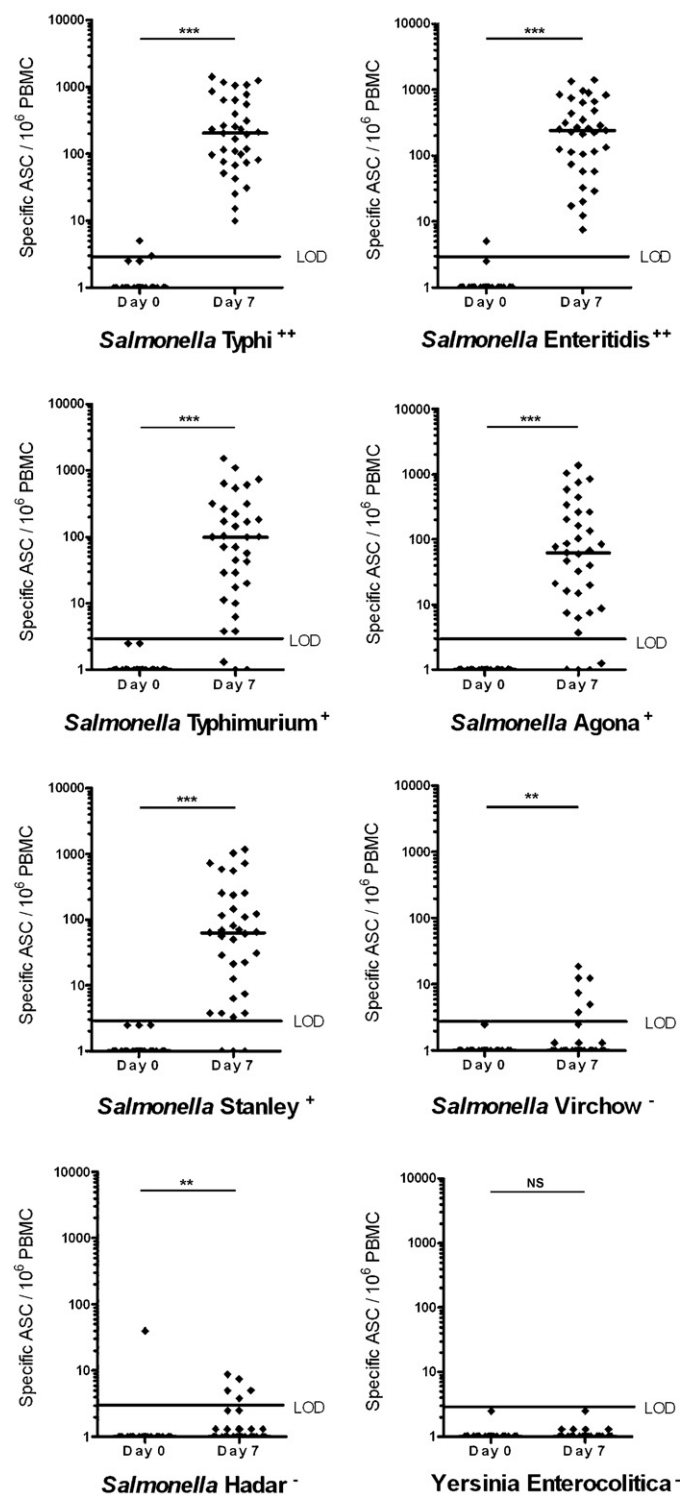 ***
10000
1000
100
10
1
Specific ASC / 10⁶ PBMC
LOD
Day 0 Day 7
Salmonella Typhi ++
***
10000
1000
100
10
1
Specific ASC / 10⁶ PBMC
LOD
Day 0 Day 7
Salmonella Enteritidis ++
***
10000
1000
100
10
1
Specific ASC / 10⁶ PBMC
LOD
Day 0 Day 7
Salmonella Typhimurium +
***
10000
1000
100
10
1
Specific ASC / 10⁶ PBMC
LOD
Day 0 Day 7
Salmonella Agona +
***
10000
1000
100
10
1
Specific ASC / 10⁶ PBMC
LOD
Day 0 Day 7
Salmonella Stanley +
**
10000
1000
100
10
1
Specific ASC / 10⁶ PBMC
LOD
Day 0 Day 7
Salmonella Virchow -
**
10000
1000
100
10
1
Specific ASC / 10⁶ PBMC
LOD
Day 0 Day 7
Salmonella Hadar -
NS
10000
1000
100
10
1
Specific ASC / 10⁶ PBMC
LOD
Day 0 Day 7
Yersinia Enterocolitica -